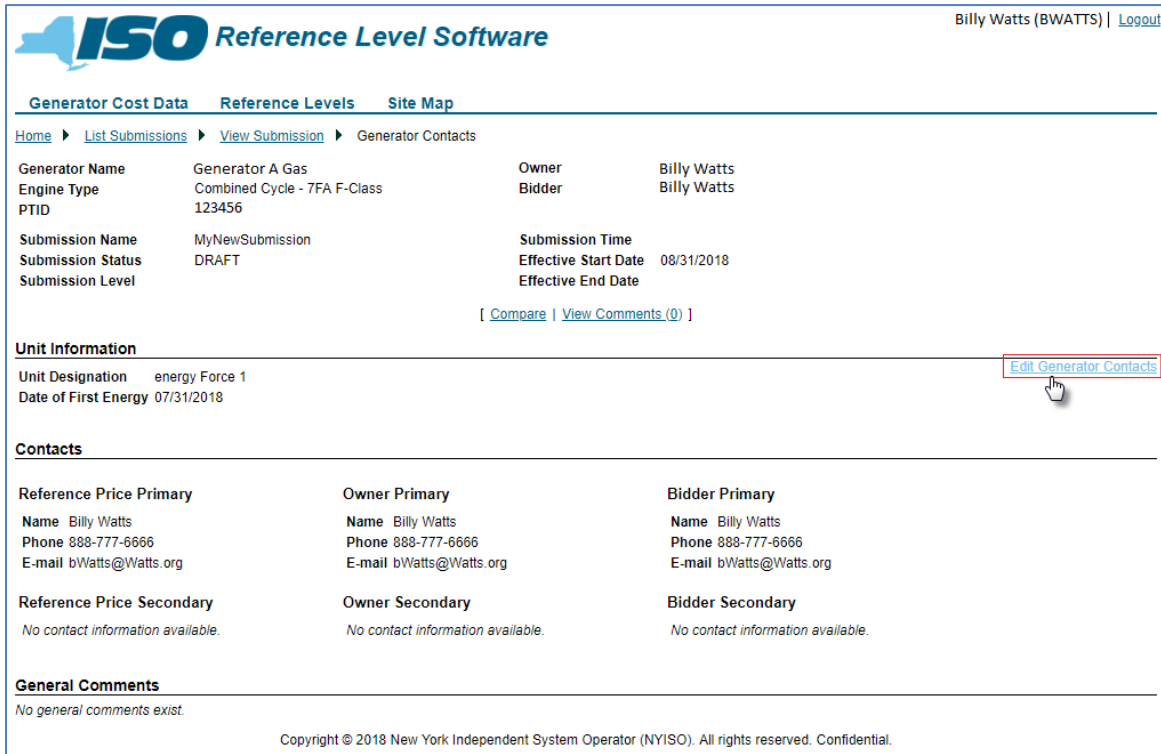 Billy Watts (BWATTS) | Logout
ISO Reference Level Software
Generator Cost Data Reference Levels Site Map
Home List Submissions View Submission Generator Contacts
Generator Name Generator A Gas Owner Billy Watts
Engine Type Combined Cycle - 7FA F-Class Bidder Billy Watts
PTID 123456
Submission Name MyNewSubmission Submission Time
Submission Status DRAFT Effective Start Date 08/31/2018
Submission Level Effective End Date
[ Compare | View Comments (0) ]
Unit Information
Edit Generator Contacts
Unit Designation energy Force 1
Date of First Energy 07/31/2018
Contacts
Reference Price Primary Owner Primary Bidder Primary
Name Billy Watts Name Billy Watts Name Billy Watts
Phone 888-777-6666 Phone 888-777-6666 Phone 888-777-6666
E-mail bWatts@Watts.org E-mail bWatts@Watts.org E-mail bWatts@Watts.org
Reference Price Secondary Owner Secondary Bidder Secondary
No contact information available. No contact information available. No contact information available.
General Comments
No general comments exist.
Copyright © 2018 New York Independent System Operator (NYISO). All rights reserved. Confidential.